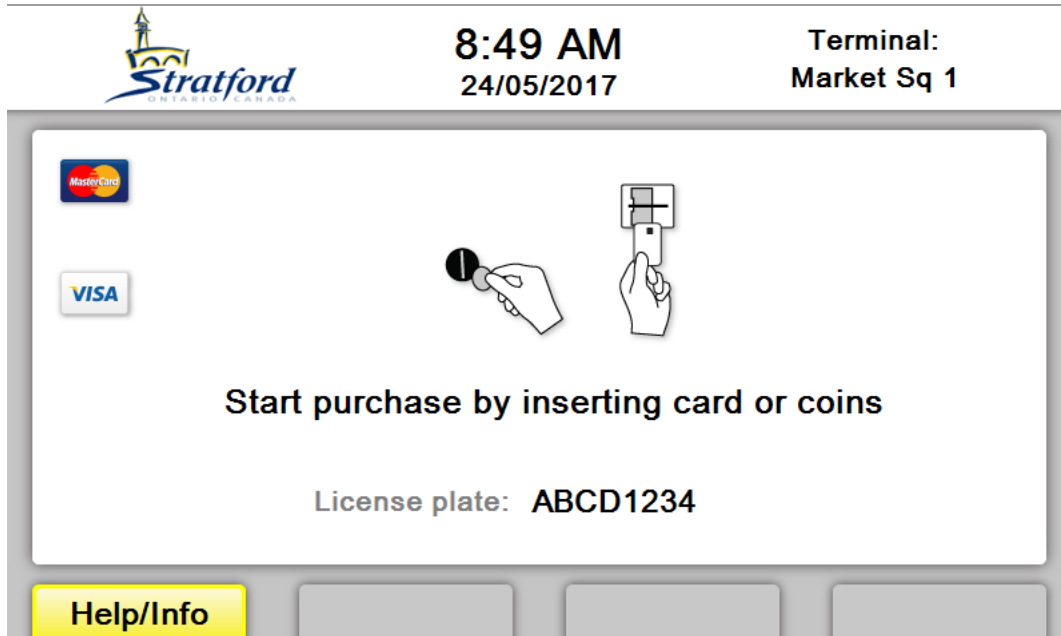 Stratford
ONTARIO CANADA
8:49 AM
24/05/2017
Terminal:
Market Sq 1
MasterCard
VISA
Start purchase by inserting card or coins
License plate: ABCD1234
Help/Info